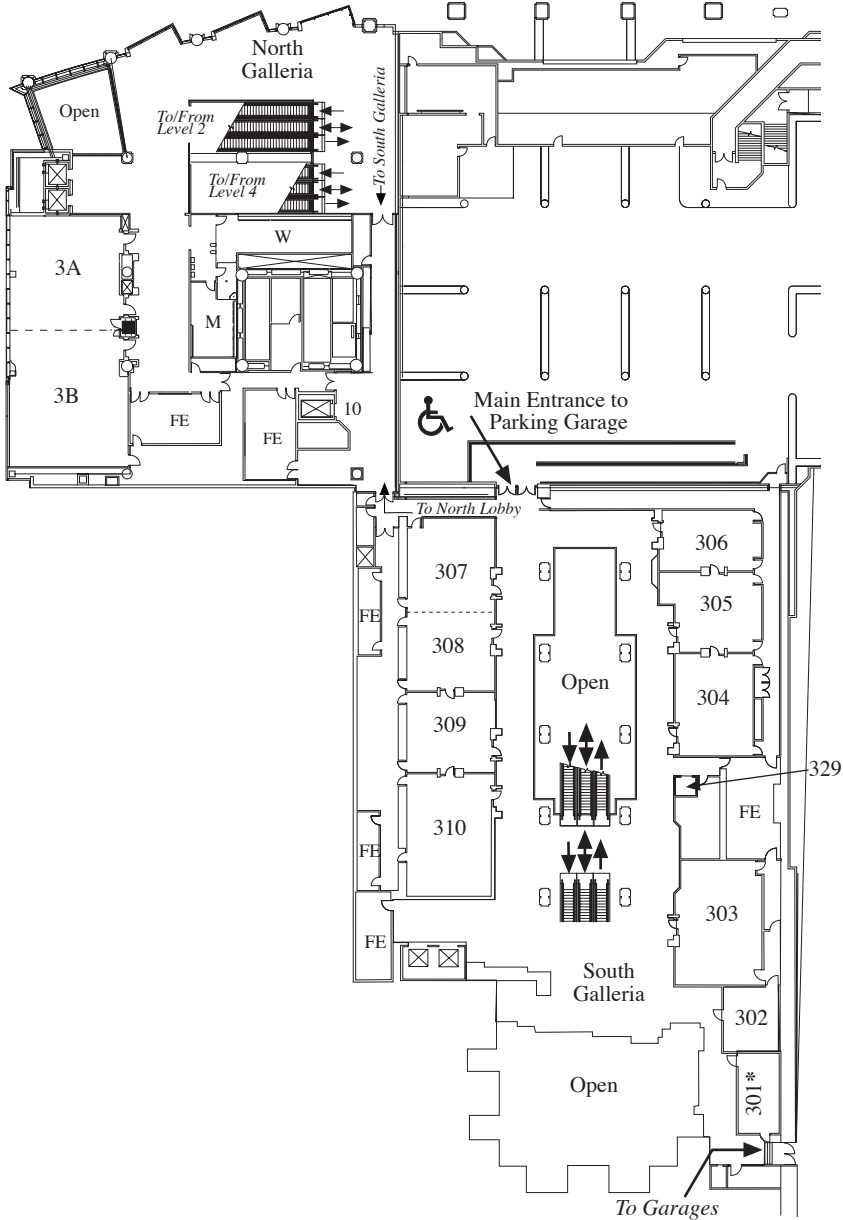 North
Galleria
Open
To/From
Level 2
To/From
Level 4
To South Galleria
W
3A
M
3B
FE
FE
10
Main Entrance to
Parking Garage
To North Lobby
306
307
305
FE
308
304
Open
309
329
310
FE
FE
303
FE
South
Galleria
302
Open
301*
To Garages